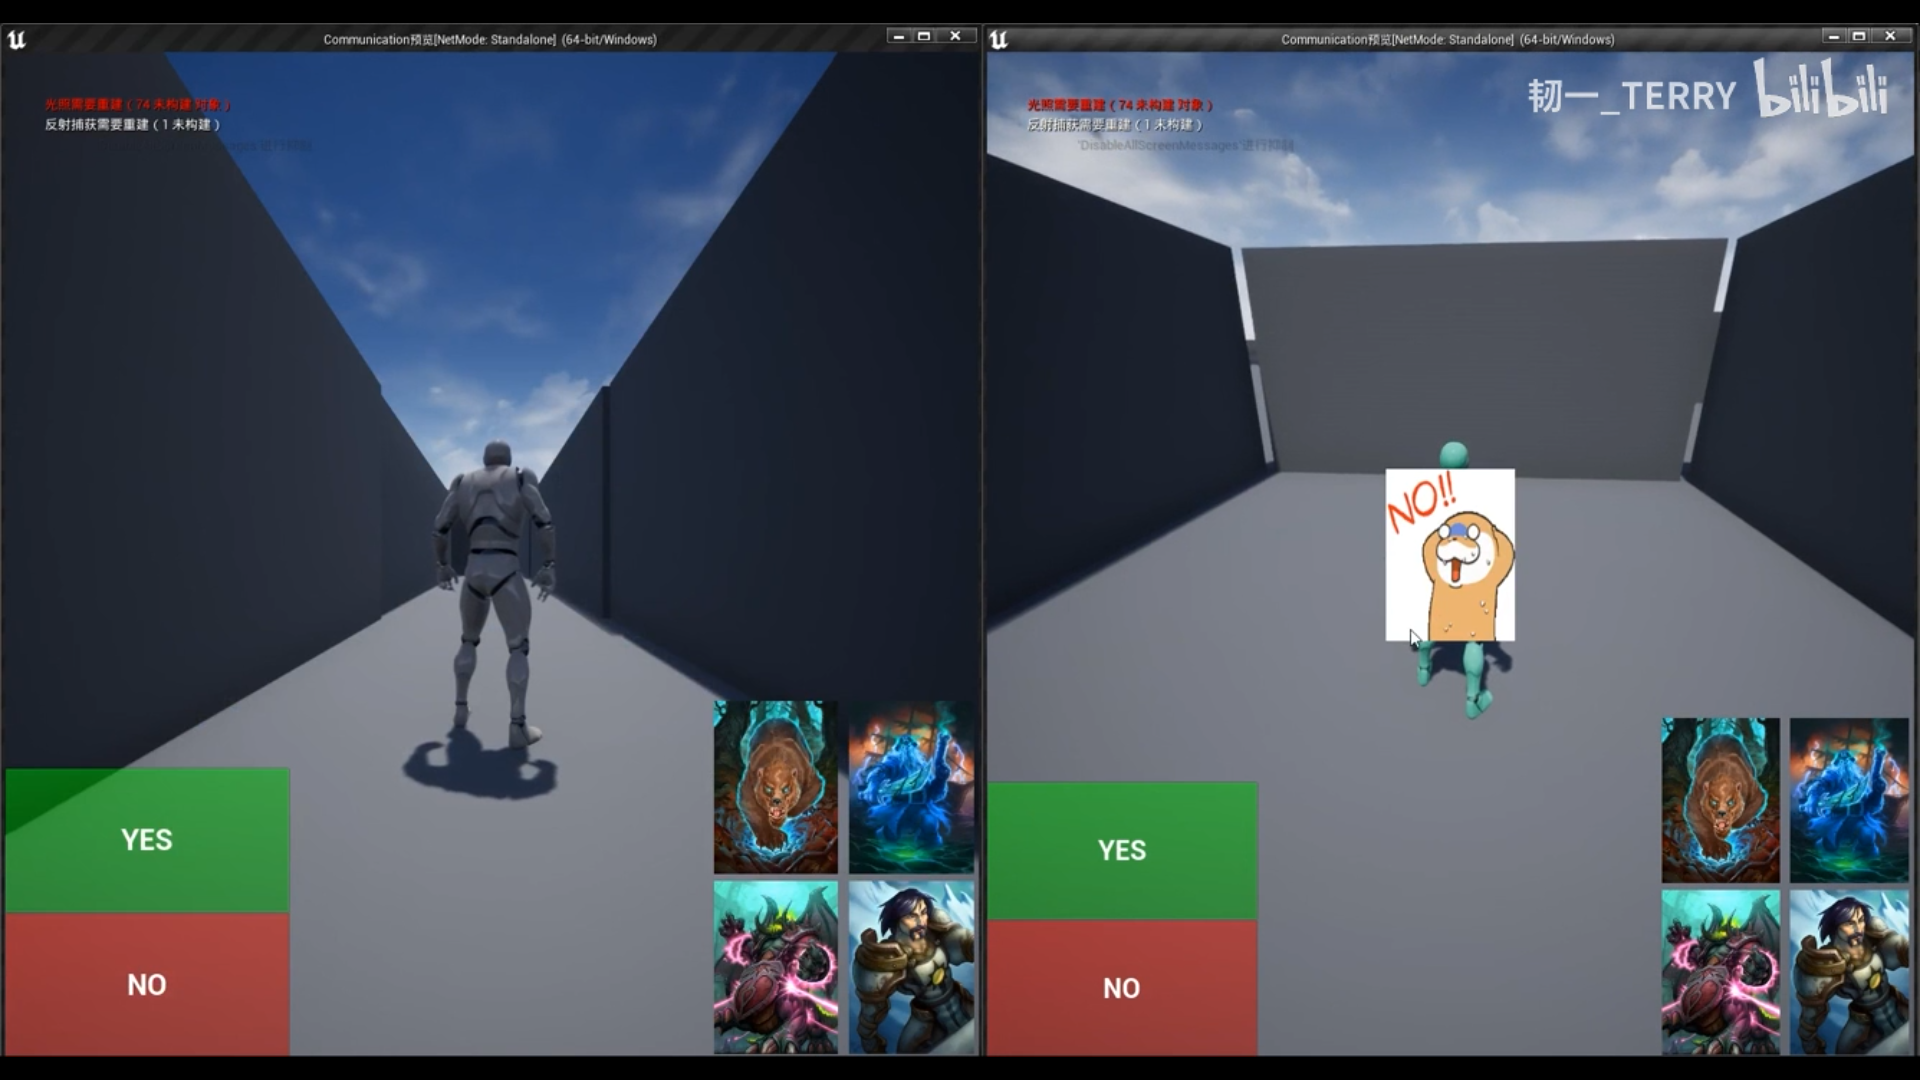 Communication预览[NetMode: Standalone] (64-bit/Windows)
光照需要重建 ( 74 未构建 对象 )
反射捕获需要重建 ( 1 未构建 )
YES
NO
Communication预览[NetMode: Standalone] (64-bit/Windows)
韧一_TERRY bilibili
光照需要重建 ( 74 未构建 对象 )
反射捕获需要重建 ( 1 未构建 )
'DisableAllScreenMessages'进行抑制
NO!!
YES
NO